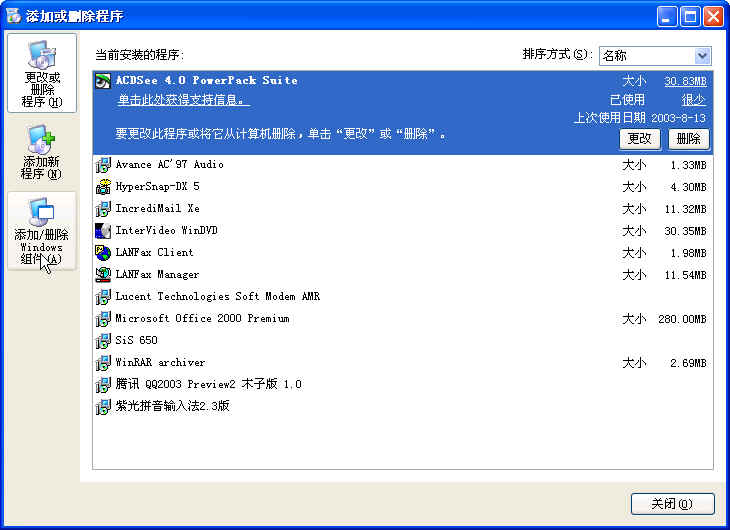 添加或删除程序
更改或
删除
程序(H)
添加新
程序(N)
添加/删除
Windows
组件(A)
当前安装的程序:
排序方式(S): 名称
ACDSee 4.0 PowerPack Suite 大小 30.83MB
单击此处获得支持信息。 已使用 很少
上次使用日期 2003-8-13
要更改此程序或将它从计算机删除,单击“更改”或“删除”。 更改 删除
Avance AC'97 Audio 大小 1.33MB
HyperSnap-DX 5 大小 4.30MB
IncrediMail Xe 大小 11.32MB
InterVideo WinDVD 大小 30.35MB
LANFax Client 大小 1.98MB
LANFax Manager 大小 11.54MB
Lucent Technologies Soft Modem AMR
Microsoft Office 2000 Premium 大小 280.00MB
SiS 650
WinRAR archiver 大小 2.69MB
腾讯 QQ2003 Preview2 木子版 1.0
紫光拼音输入法2.3版
关闭(O)